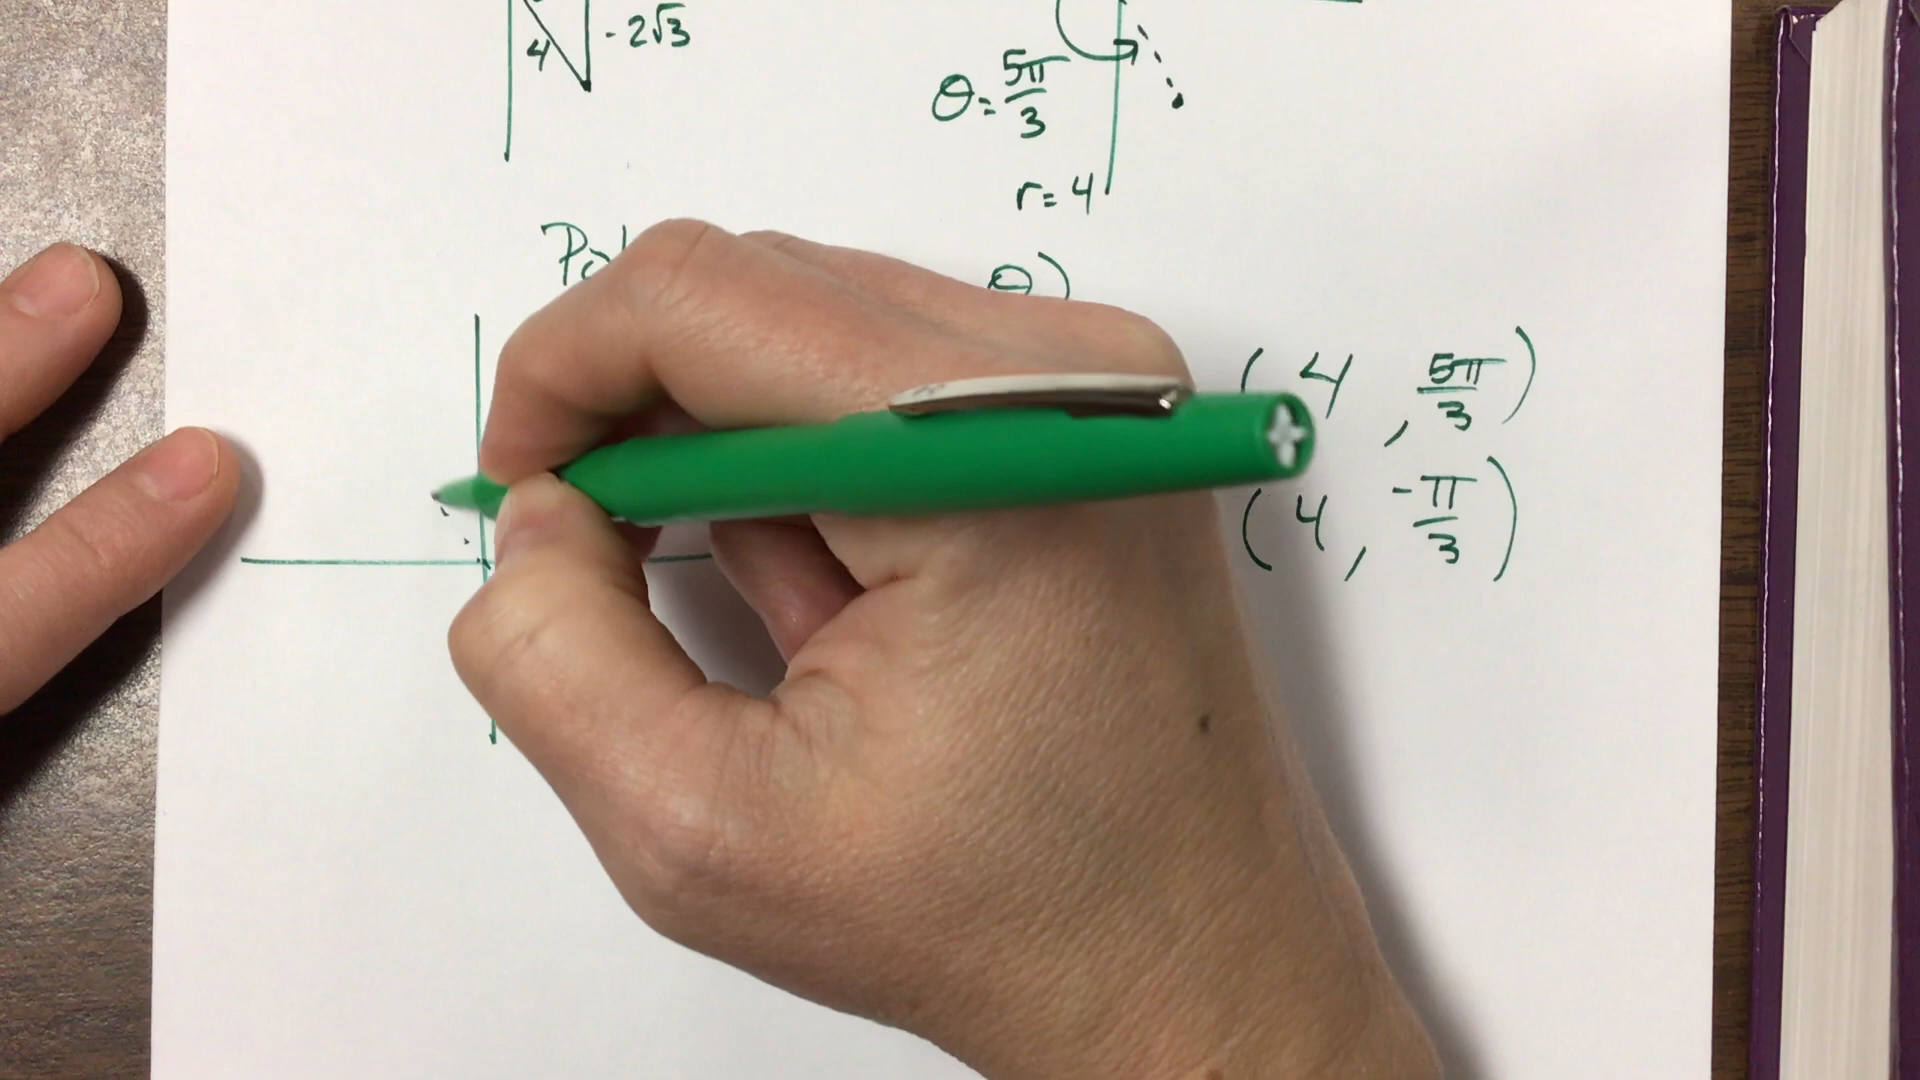 4 - 2√3
θ = 5π/3
r = 4
θ)
(4, 5π/3)
(4, -π/3)